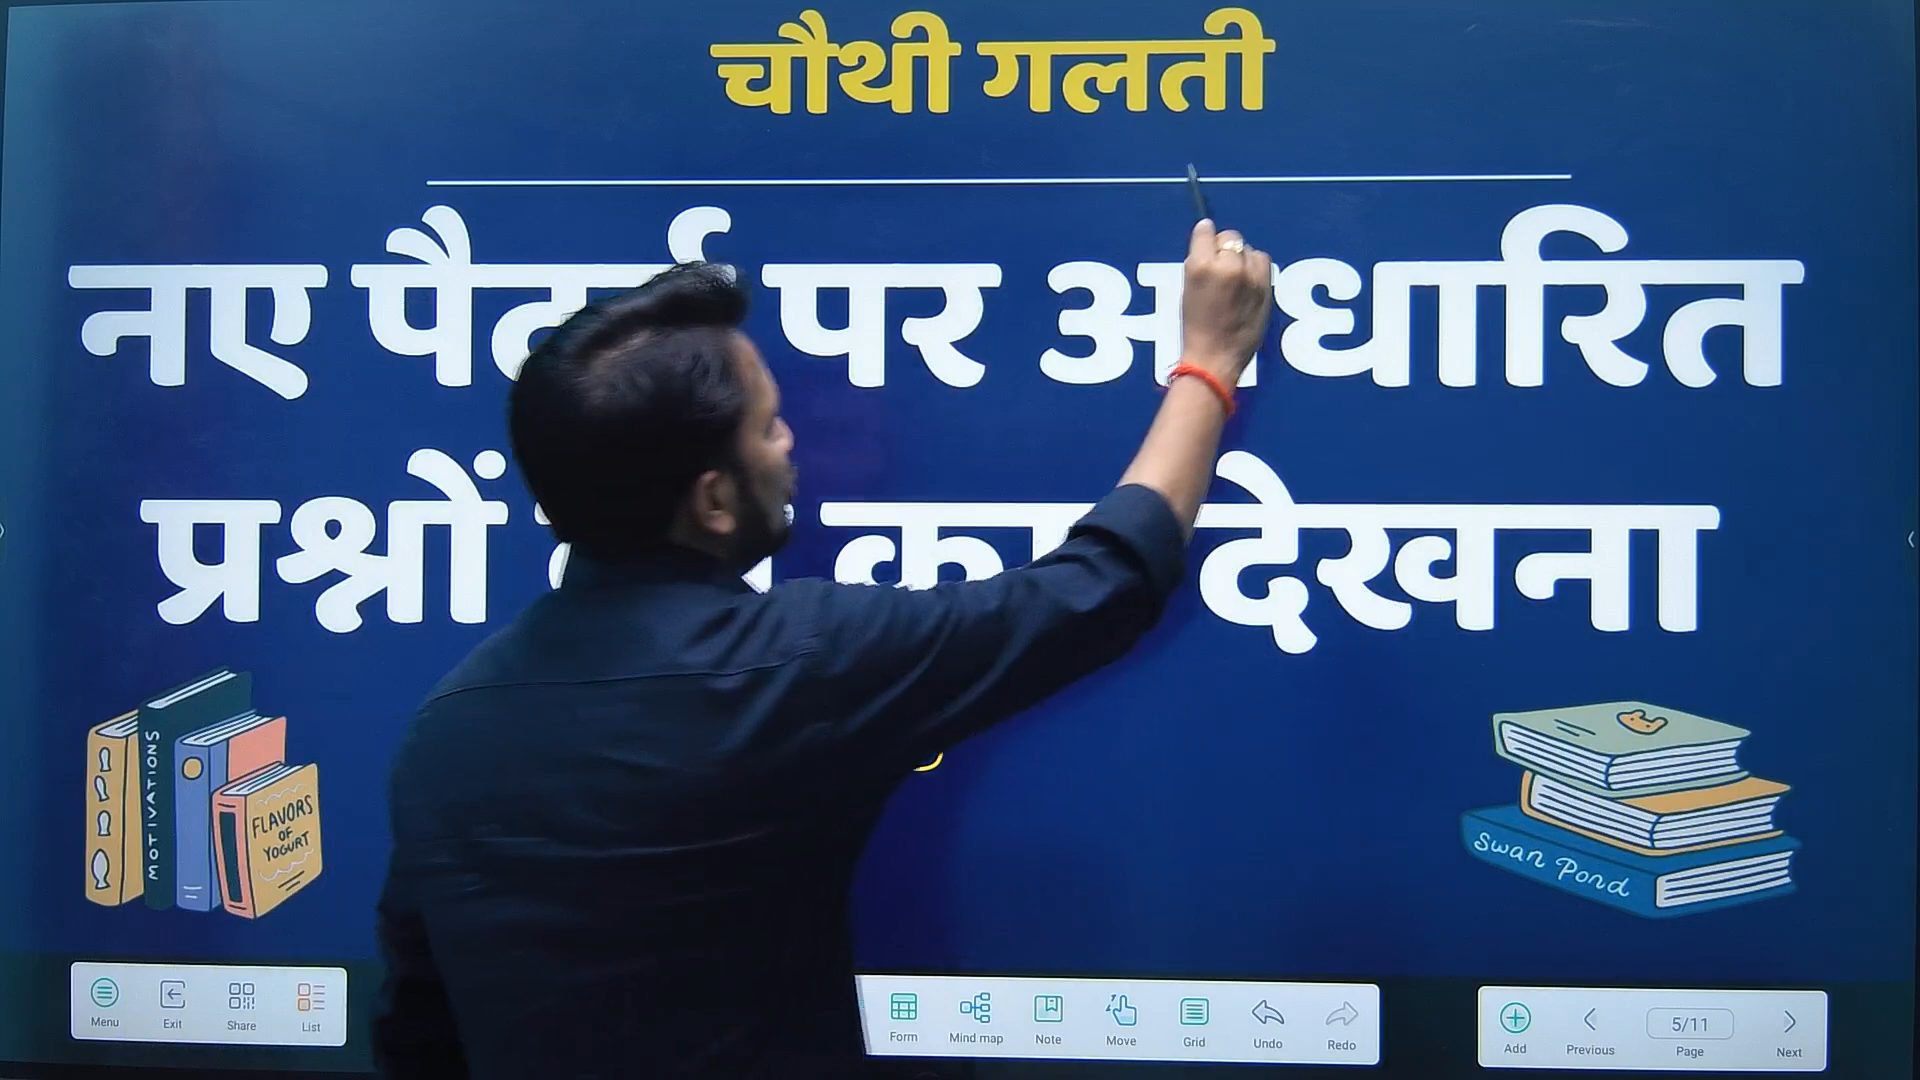 चौथी गलती
नए पैटर्न पर आधारित
प्रश्नों देखना
MOTIVATIONS
FLAVORS
OF
YOGURT
Swan Pond
Menu Exit Share List
Form Mind map Note Move Grid Undo Redo
Add Previous 5/11 Next
Page